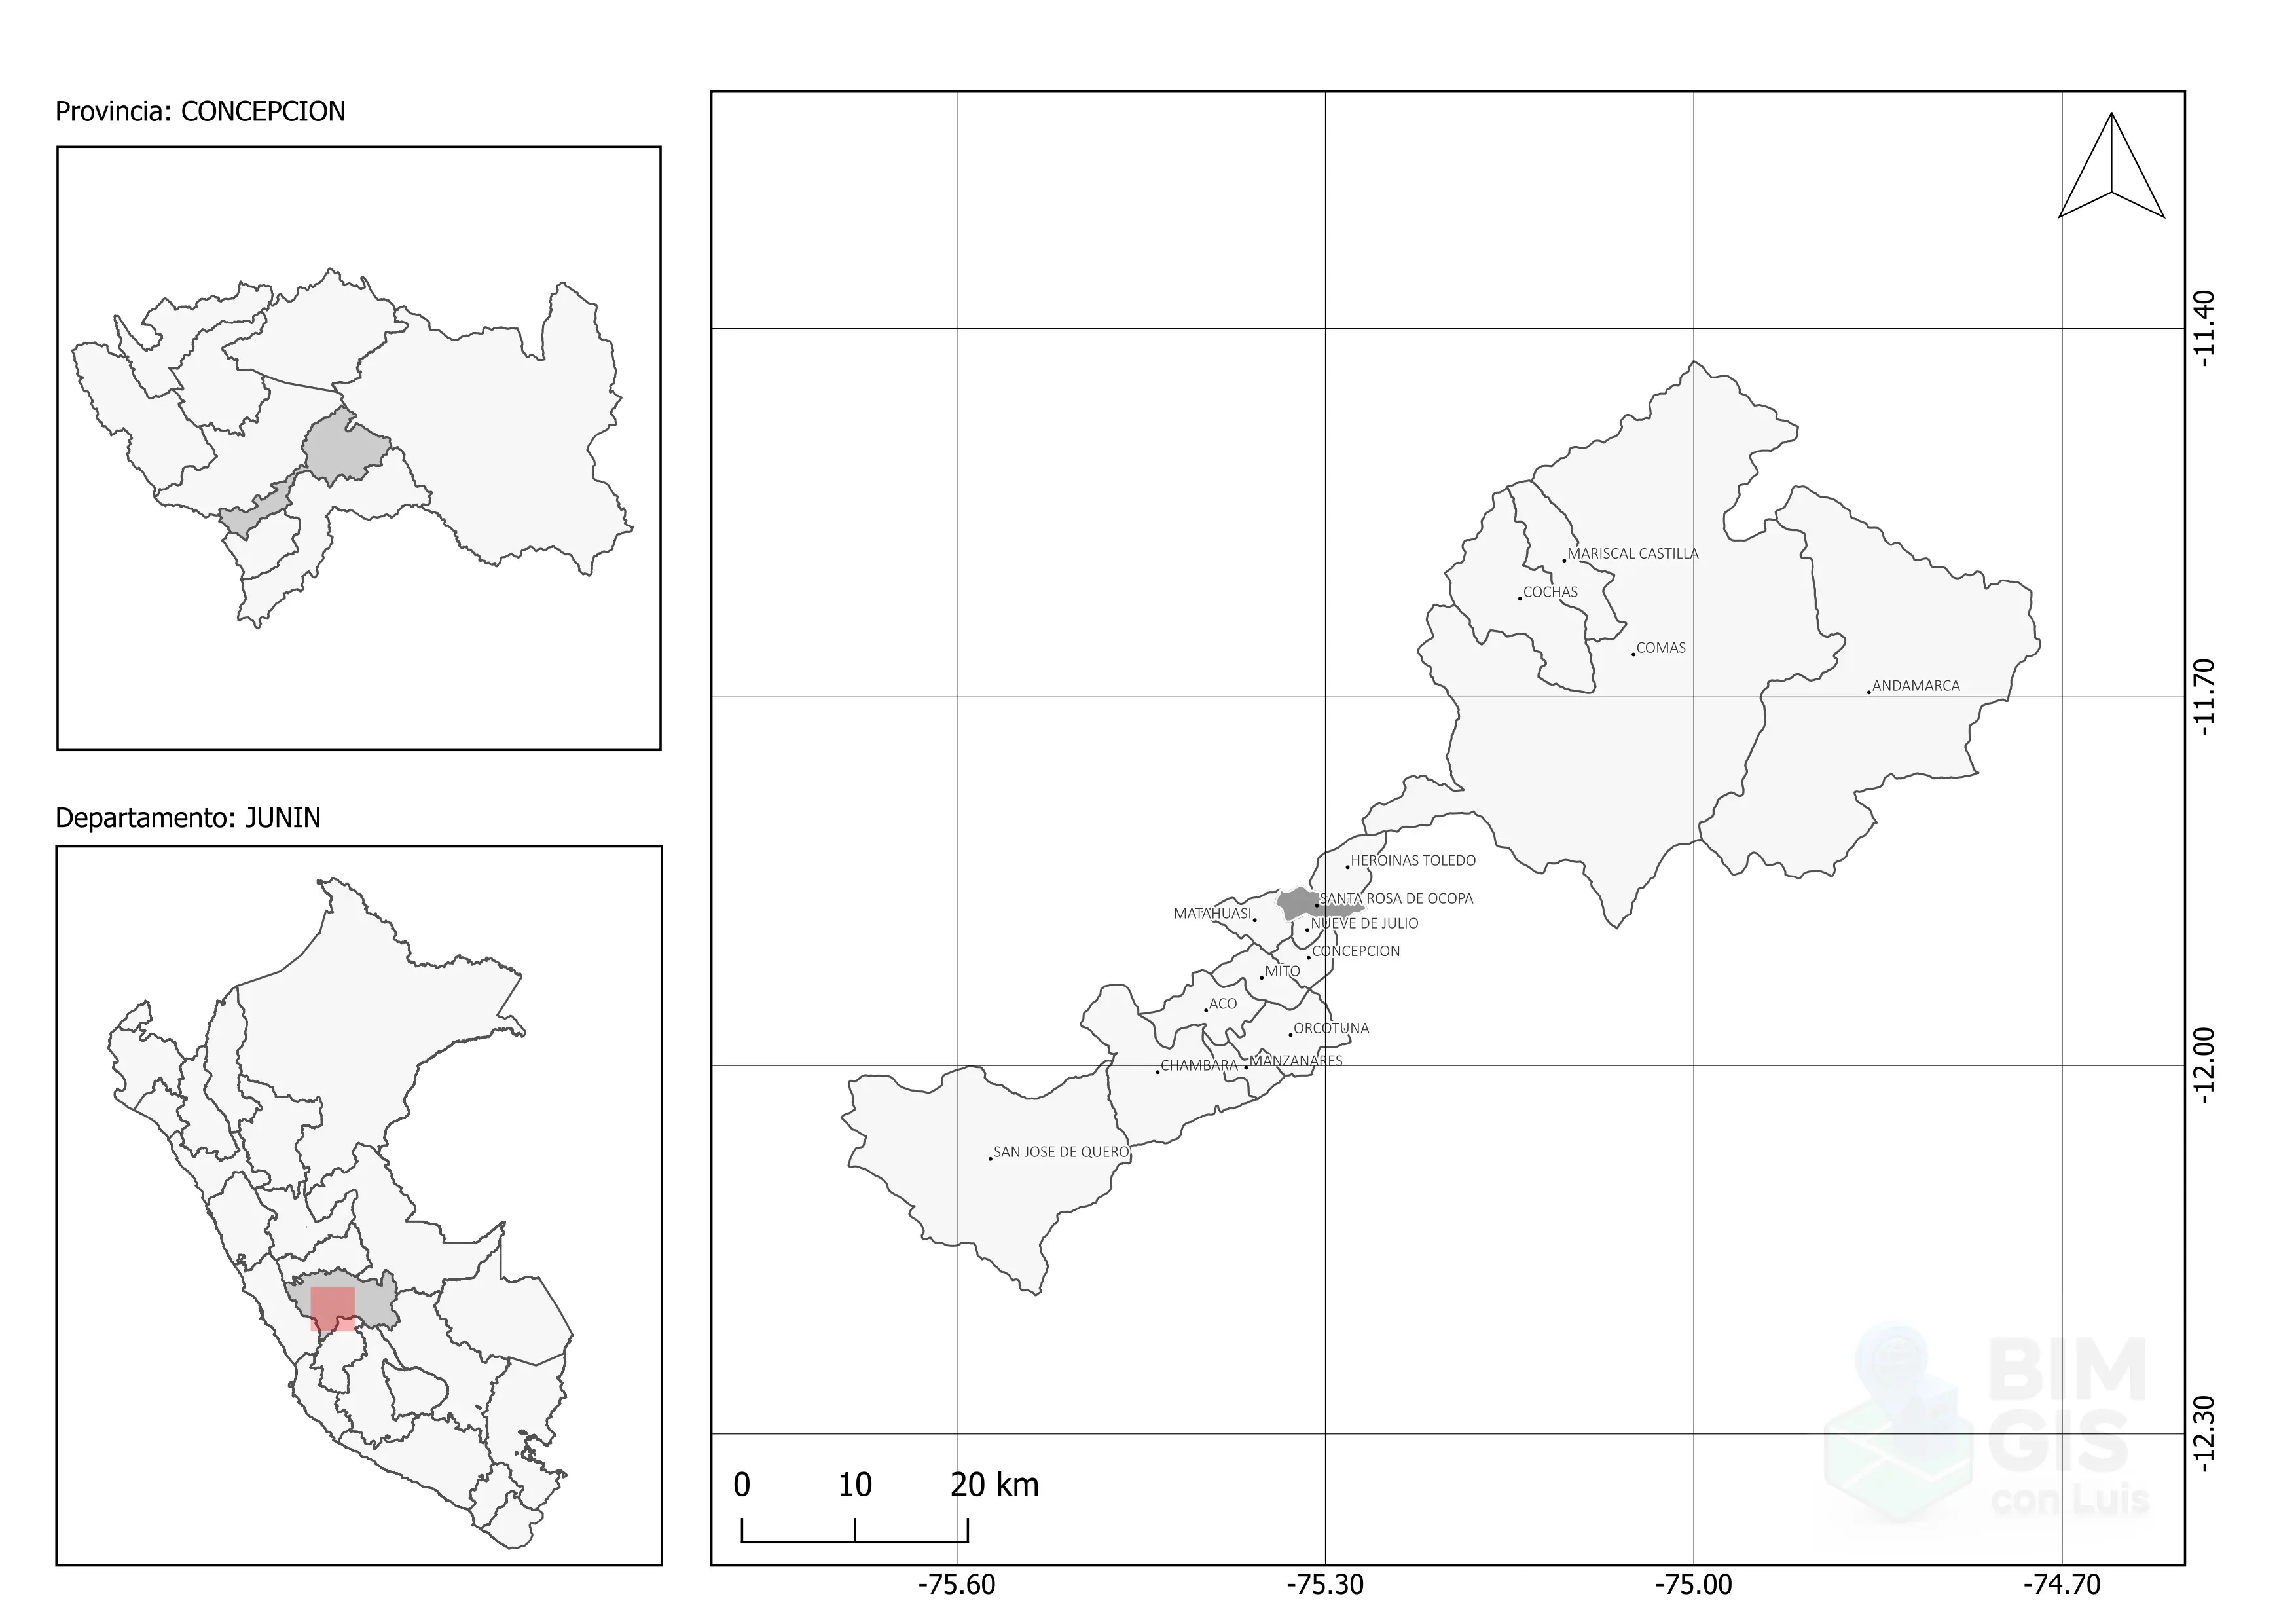 Provincia: CONCEPCION
Departamento: JUNIN
MARISCAL CASTILLA
COCHAS
COMAS
ANDAMARCA
HEROINAS TOLEDO
SANTA ROSA DE OCOPA
MATAHUASI
NUEVE DE JULIO
CONCEPCION
MITO
ACO
ORCOTUNA
MANZANARES
CHAMBARA
SAN JOSE DE QUERO
-11.40
-11.70
-12.00
-12.30
0 10 20 km
-75.60 -75.30 -75.00 -74.70
BIM
GIS
con Luis